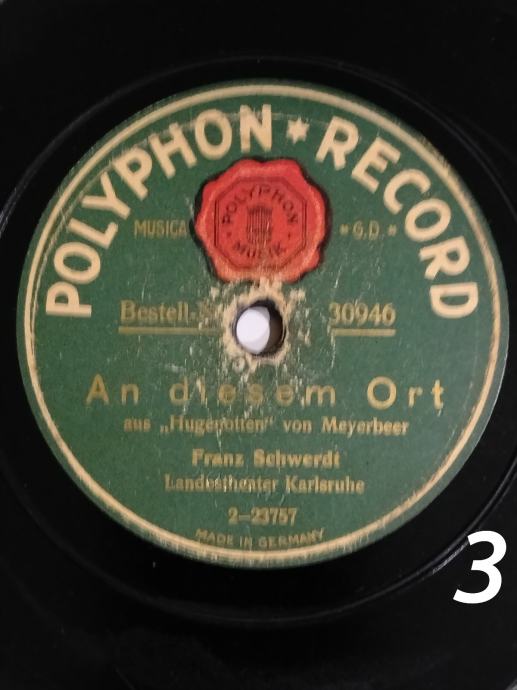 POLYPHON ★ RECORD
POLYPHON
MUSIK
MUSICA
* G.D. *
Bestell-N 30946
An diesem Ort
aus „Hugenotten" von Meyerbeer
Franz Schwerdt
Landestheater Karlsruhe
2-23757
MADE IN GERMANY
3